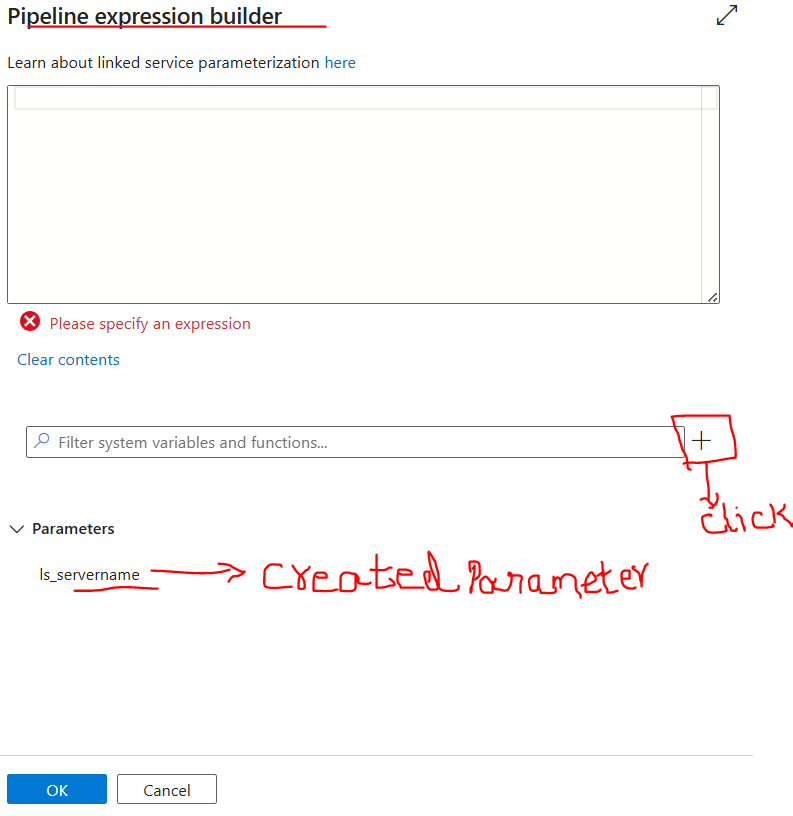 Pipeline expression builder
Learn about linked service parameterization here
Please specify an expression
Clear contents
Filter system variables and functions...
+
click
Parameters
ls_servername
Created Parameter
OK
Cancel